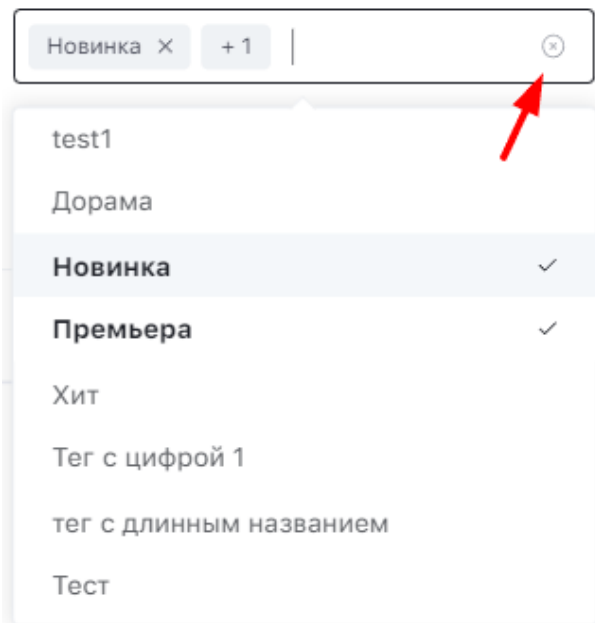 Новинка × + 1
test1
Дорама
Новинка
Премьера
Хит
Тег с цифрой 1
тег с длинным названием
Тест